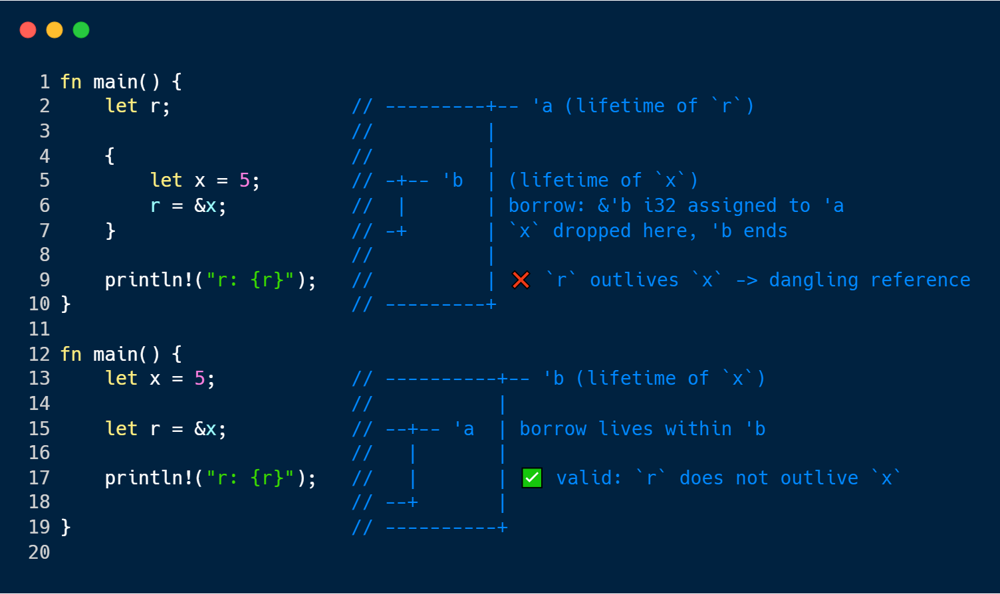 1 fn main() {
2     let r;                // ---------+-- 'a (lifetime of `r`)
3                           //          |
4     {                     //          |
5         let x = 5;        // -+-- 'b  | (lifetime of `x`)
6         r = &x;           //  |       | borrow: &'b i32 assigned to 'a
7     }                     // -+       | `x` dropped here, 'b ends
8                           //          |
9     println!("r: {r}");   //          | ❌ `r` outlives `x` -> dangling reference
10 }                         // ---------+
11
12 fn main() {
13     let x = 5;            // ----------+-- 'b (lifetime of `x`)
14                           //           |
15     let r = &x;           // --+-- 'a  | borrow lives within 'b
16                           //   |       |
17     println!("r: {r}");   //   |       | ✅ valid: `r` does not outlive `x`
18                           // --+       |
19 }                         // ----------+
20